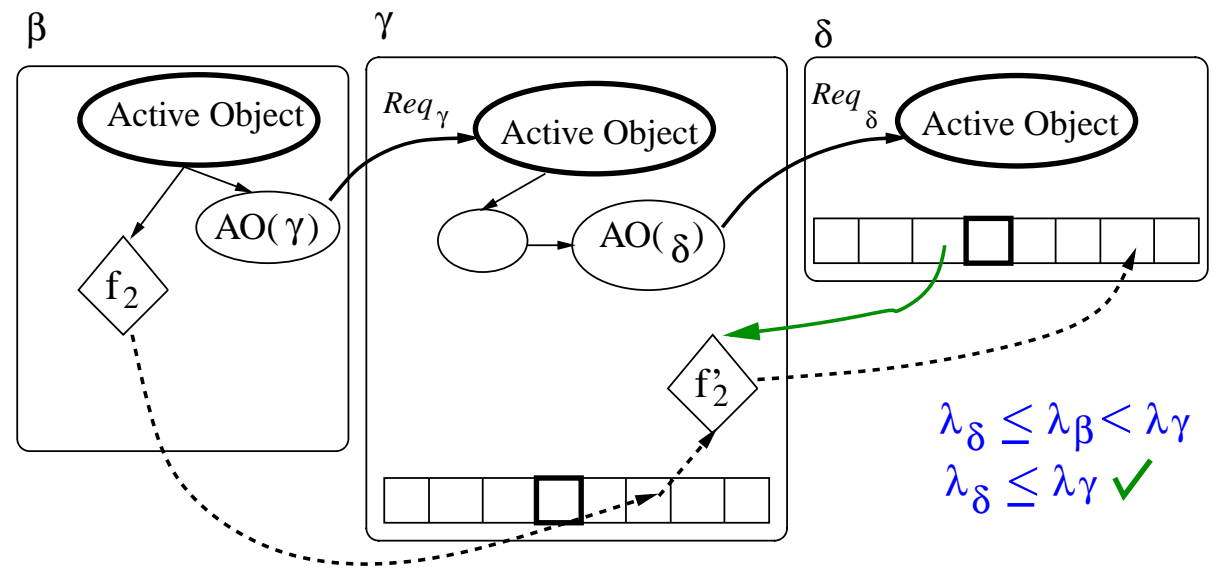 β
γ
δ
Active Object
Req γ
Active Object
Req δ
Active Object
AO( γ )
AO( δ )
f2
f'2
λδ ≤ λβ < λγ
λδ ≤ λγ ✓